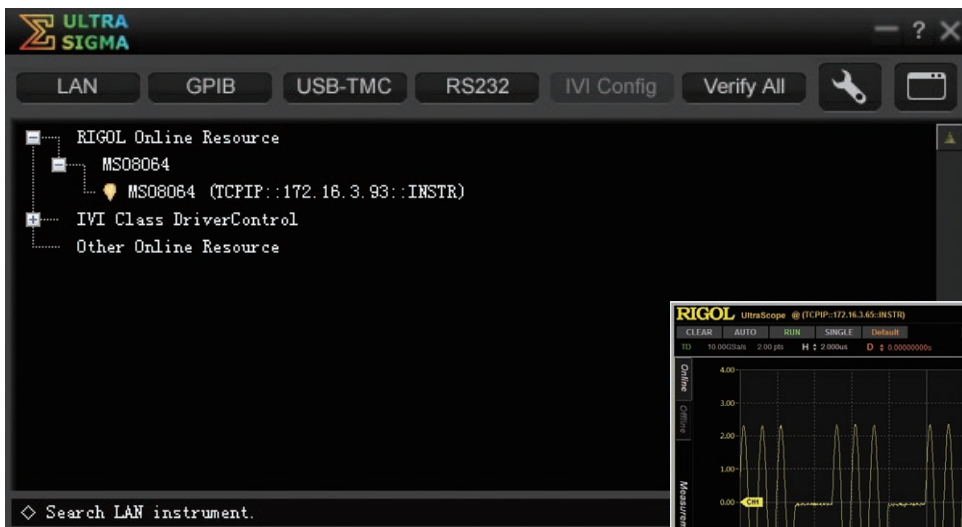 ULTRA
SIGMA
?
LAN GPIB USB-TMC RS232 IVI Config Verify All
RIGOL Online Resource
MSO8064
MSO8064 (TCPIP::172.16.3.93::INSTR)
IVI Class DriverControl
Other Online Resource
Search LAN instrument.
RIGOL UltraScope @ (TCPIP::172.16.3.65::INSTR)
CLEAR AUTO RUN SINGLE Default
TD 10.00GSa/s 2.00 pts H 2.000us D 0.00000000s
Online
Offline
Measurem
4.00
3.00
2.00
1.00
0.00 CH1